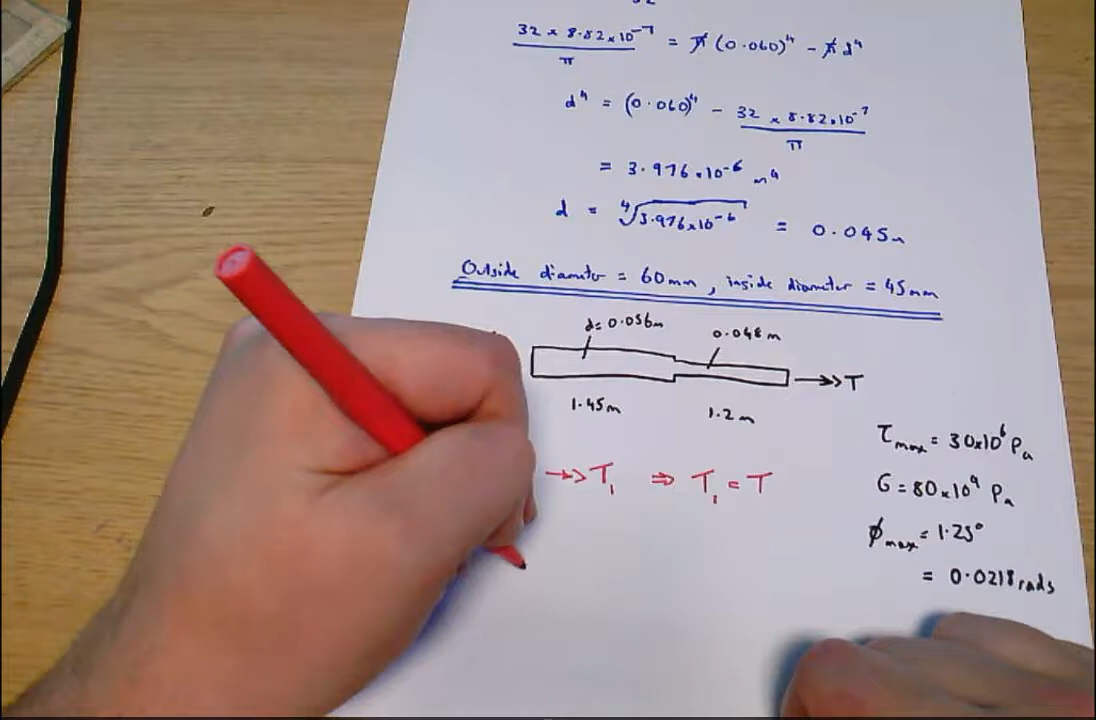 32 × 8.82×10⁻⁷ / π = π (0.060)⁴ - π d⁴
d⁴ = (0.060)⁴ - 32 × 8.82×10⁻⁷ / π
= 3.976×10⁻⁶ m⁴
d = ⁴√3.976×10⁻⁶ = 0.045m
Outside diameter = 60mm, inside diameter = 45mm
d=0.056m 0.048m
T
1.45m 1.2m
τmax = 30×10⁶ Pa
T₁ ⇒ T₁ = T
G = 80×10⁹ Pa
ϕmax = 1.25°
= 0.0218 rads